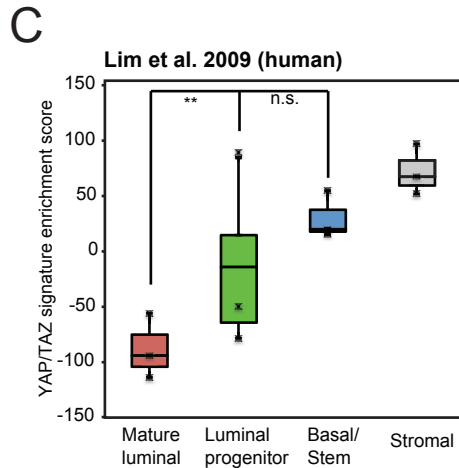 C
Lim et al. 2009 (human)
YAP/TAZ signature enrichment score
150
100
50
0
-50
-100
-150
**
n.s.
Mature
luminal
Luminal
progenitor
Basal/
Stem
Stromal